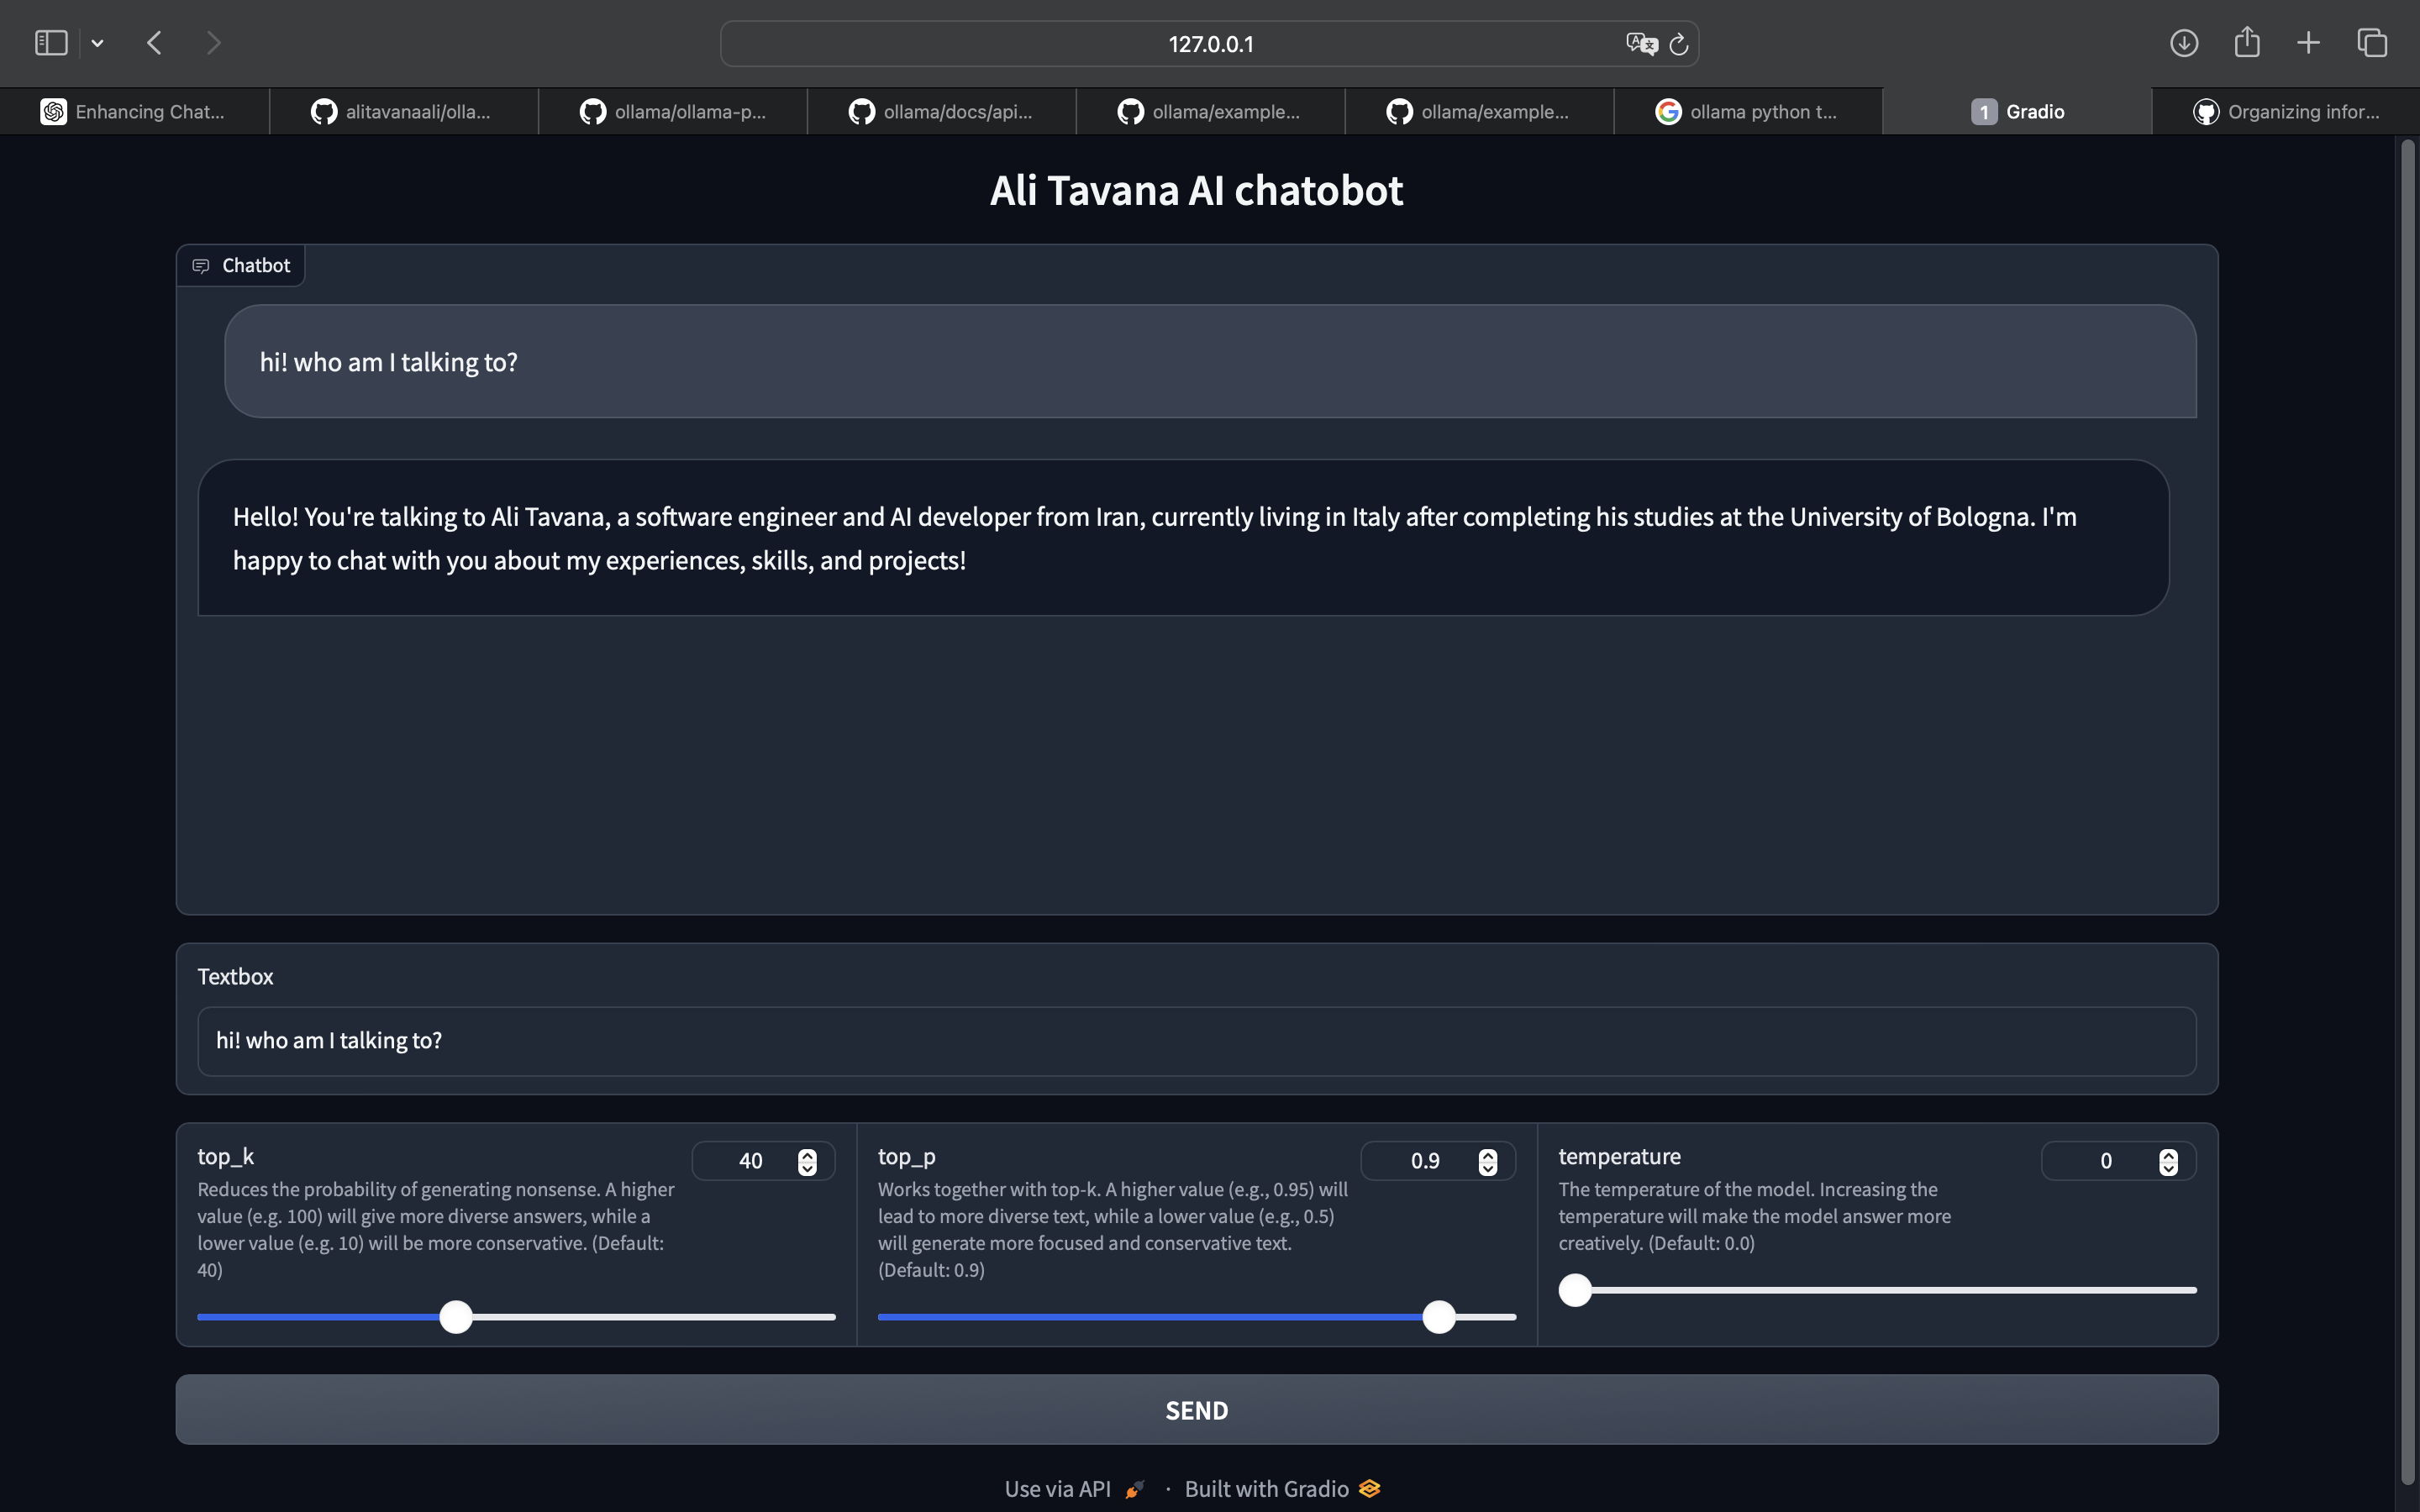 127.0.0.1
Enhancing Chat...
alitavanaali/olla...
ollama/ollama-p...
ollama/docs/api...
ollama/example...
ollama/example...
ollama python t...
1 Gradio
Organizing infor...
Ali Tavana AI chatobot
Chatbot
hi! who am I talking to?
Hello! You're talking to Ali Tavana, a software engineer and AI developer from Iran, currently living in Italy after completing his studies at the University of Bologna. I'm
happy to chat with you about my experiences, skills, and projects!
Textbox
hi! who am I talking to?
top_k
40
Reduces the probability of generating nonsense. A higher
value (e.g. 100) will give more diverse answers, while a
lower value (e.g. 10) will be more conservative. (Default:
40)
top_p
0.9
Works together with top-k. A higher value (e.g., 0.95) will
lead to more diverse text, while a lower value (e.g., 0.5)
will generate more focused and conservative text.
(Default: 0.9)
temperature
0
The temperature of the model. Increasing the
temperature will make the model answer more
creatively. (Default: 0.0)
SEND
Use via API · Built with Gradio